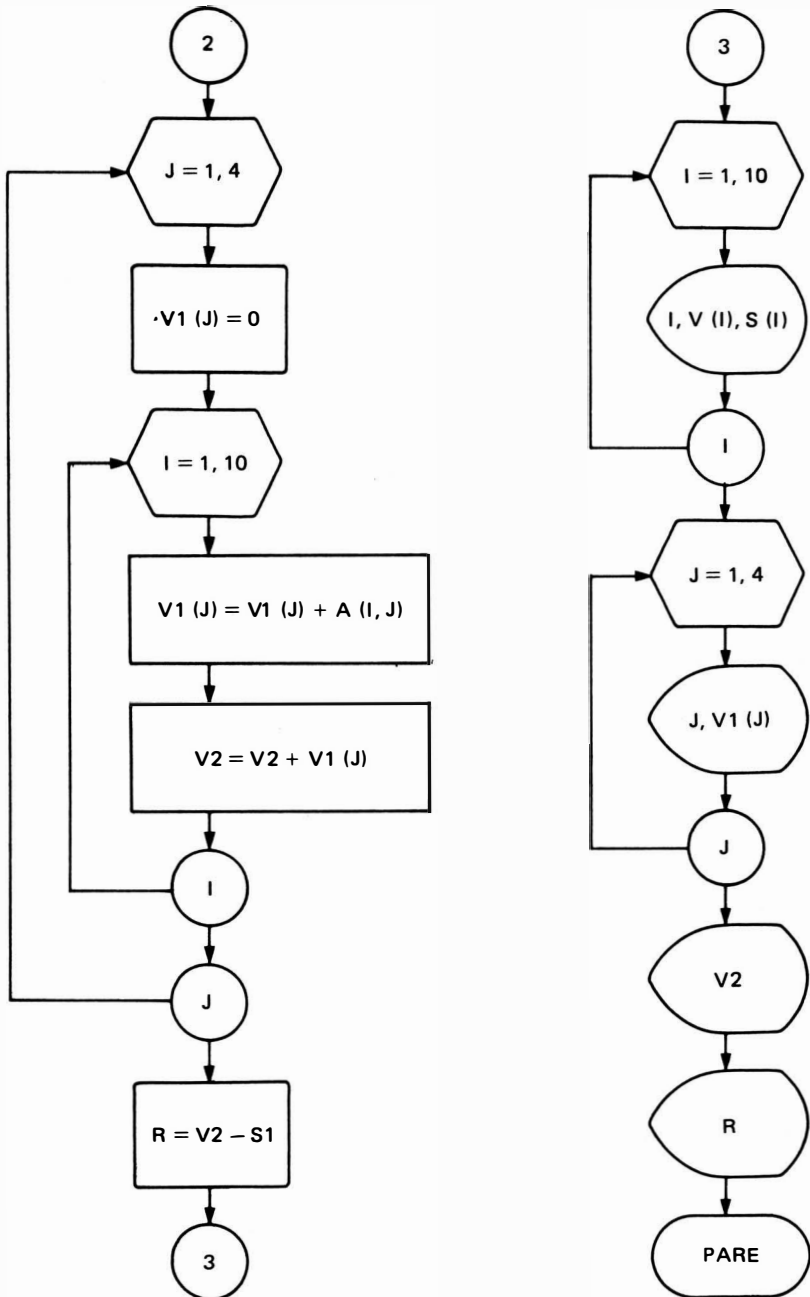 2
J = 1, 4
V1 (J) = 0
I = 1, 10
V1 (J) = V1 (J) + A (I, J)
V2 = V2 + V1 (J)
I
J
R = V2 – S1
3
3
I = 1, 10
I, V (I), S (I)
I
J = 1, 4
J, V1 (J)
J
V2
R
PARE